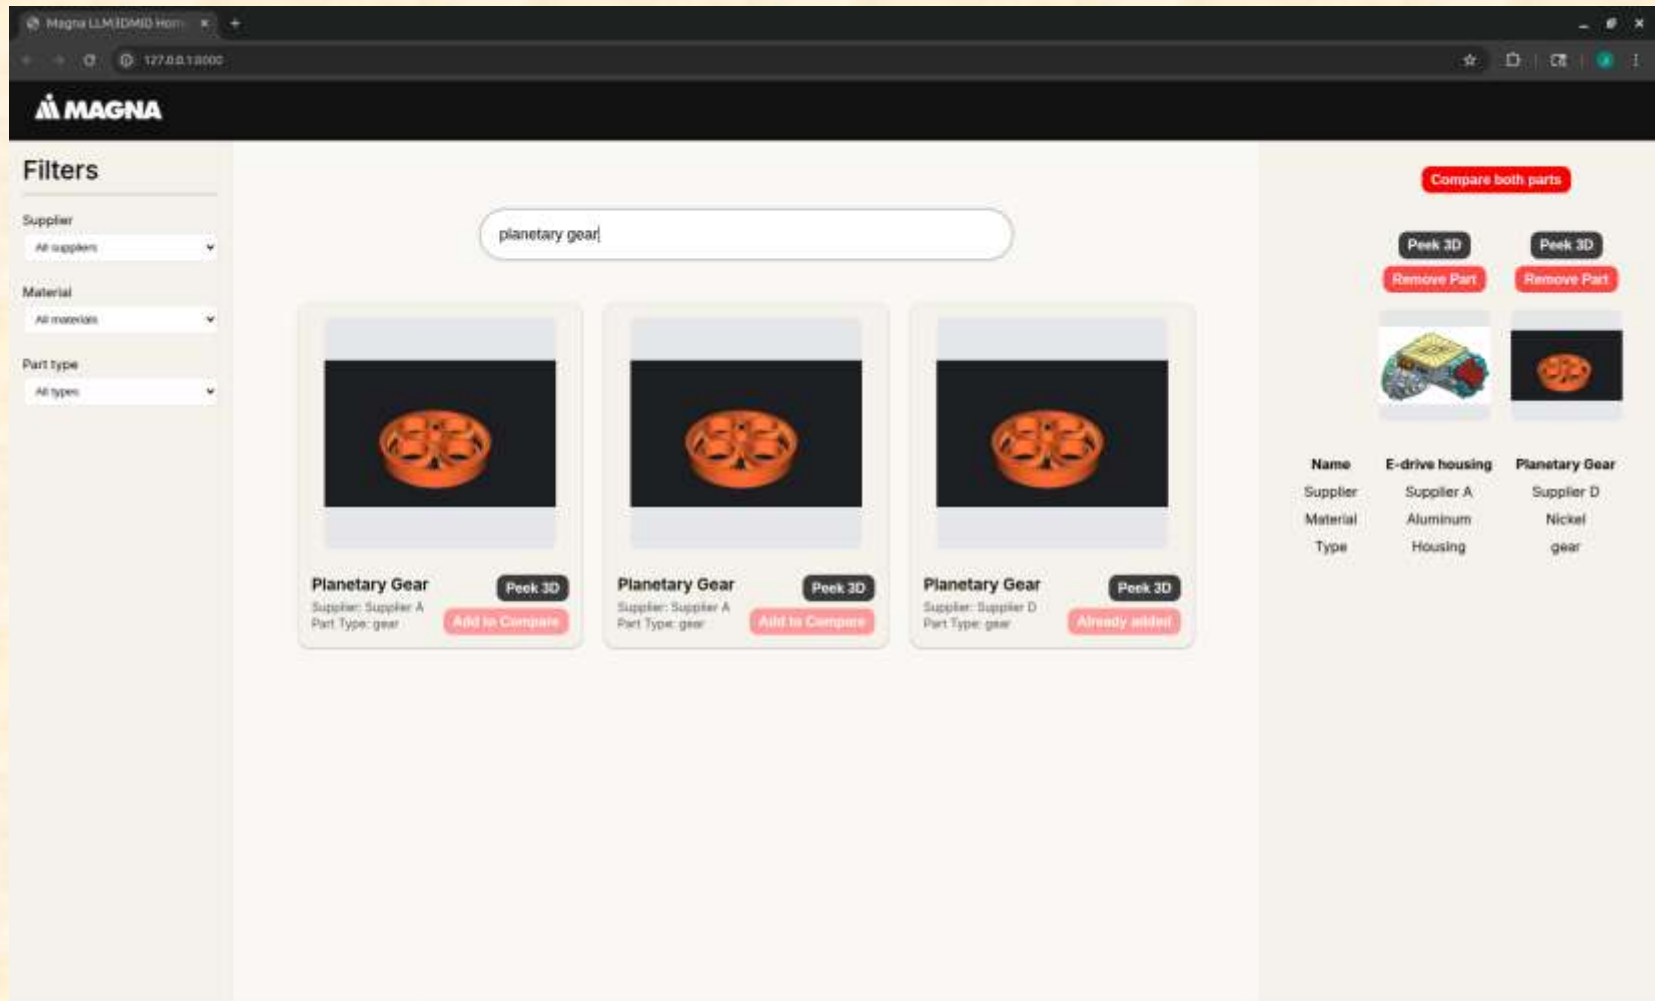 Magna LLM3DMID Hom
127.0.0.1:8000
MAGNA
Filters
Supplier
All suppliers
Material
All materials
Part type
All types
planetary gear
Planetary Gear
Peek 3D
Supplier: Supplier A
Part Type: gear
Add to Compare
Planetary Gear
Peek 3D
Supplier: Supplier A
Part Type: gear
Add to Compare
Planetary Gear
Peek 3D
Supplier: Supplier D
Part Type: gear
Already added
Compare both parts
Peek 3D Peek 3D
Remove Part Remove Part
Name E-drive housing Planetary Gear
Supplier Supplier A Supplier D
Material Aluminum Nickel
Type Housing gear